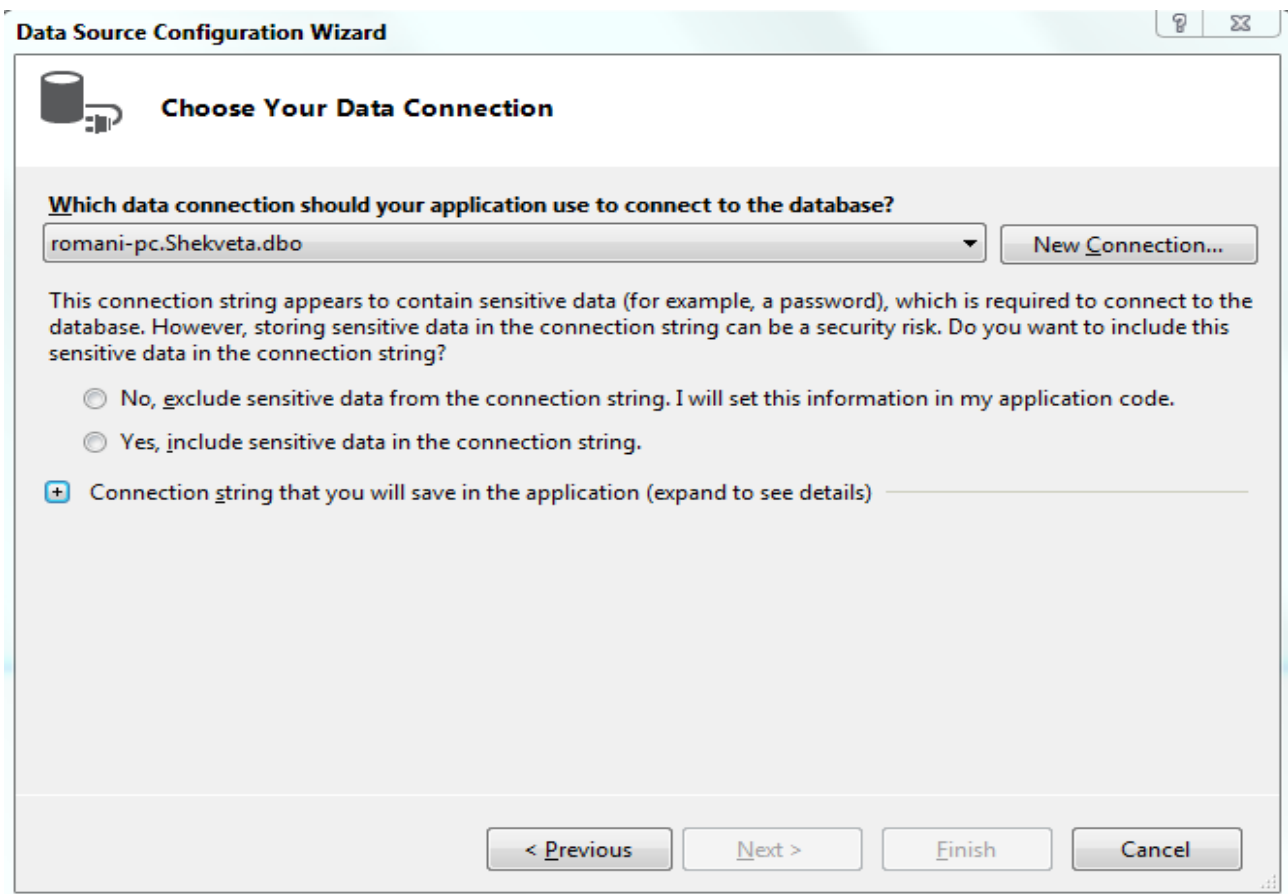 Data Source Configuration Wizard
Choose Your Data Connection
Which data connection should your application use to connect to the database?
romani-pc.Shekveta.dbo
New Connection...
This connection string appears to contain sensitive data (for example, a password), which is required to connect to the
database. However, storing sensitive data in the connection string can be a security risk. Do you want to include this
sensitive data in the connection string?
No, exclude sensitive data from the connection string. I will set this information in my application code.
Yes, include sensitive data in the connection string.
Connection string that you will save in the application (expand to see details)
< Previous
Next >
Finish
Cancel